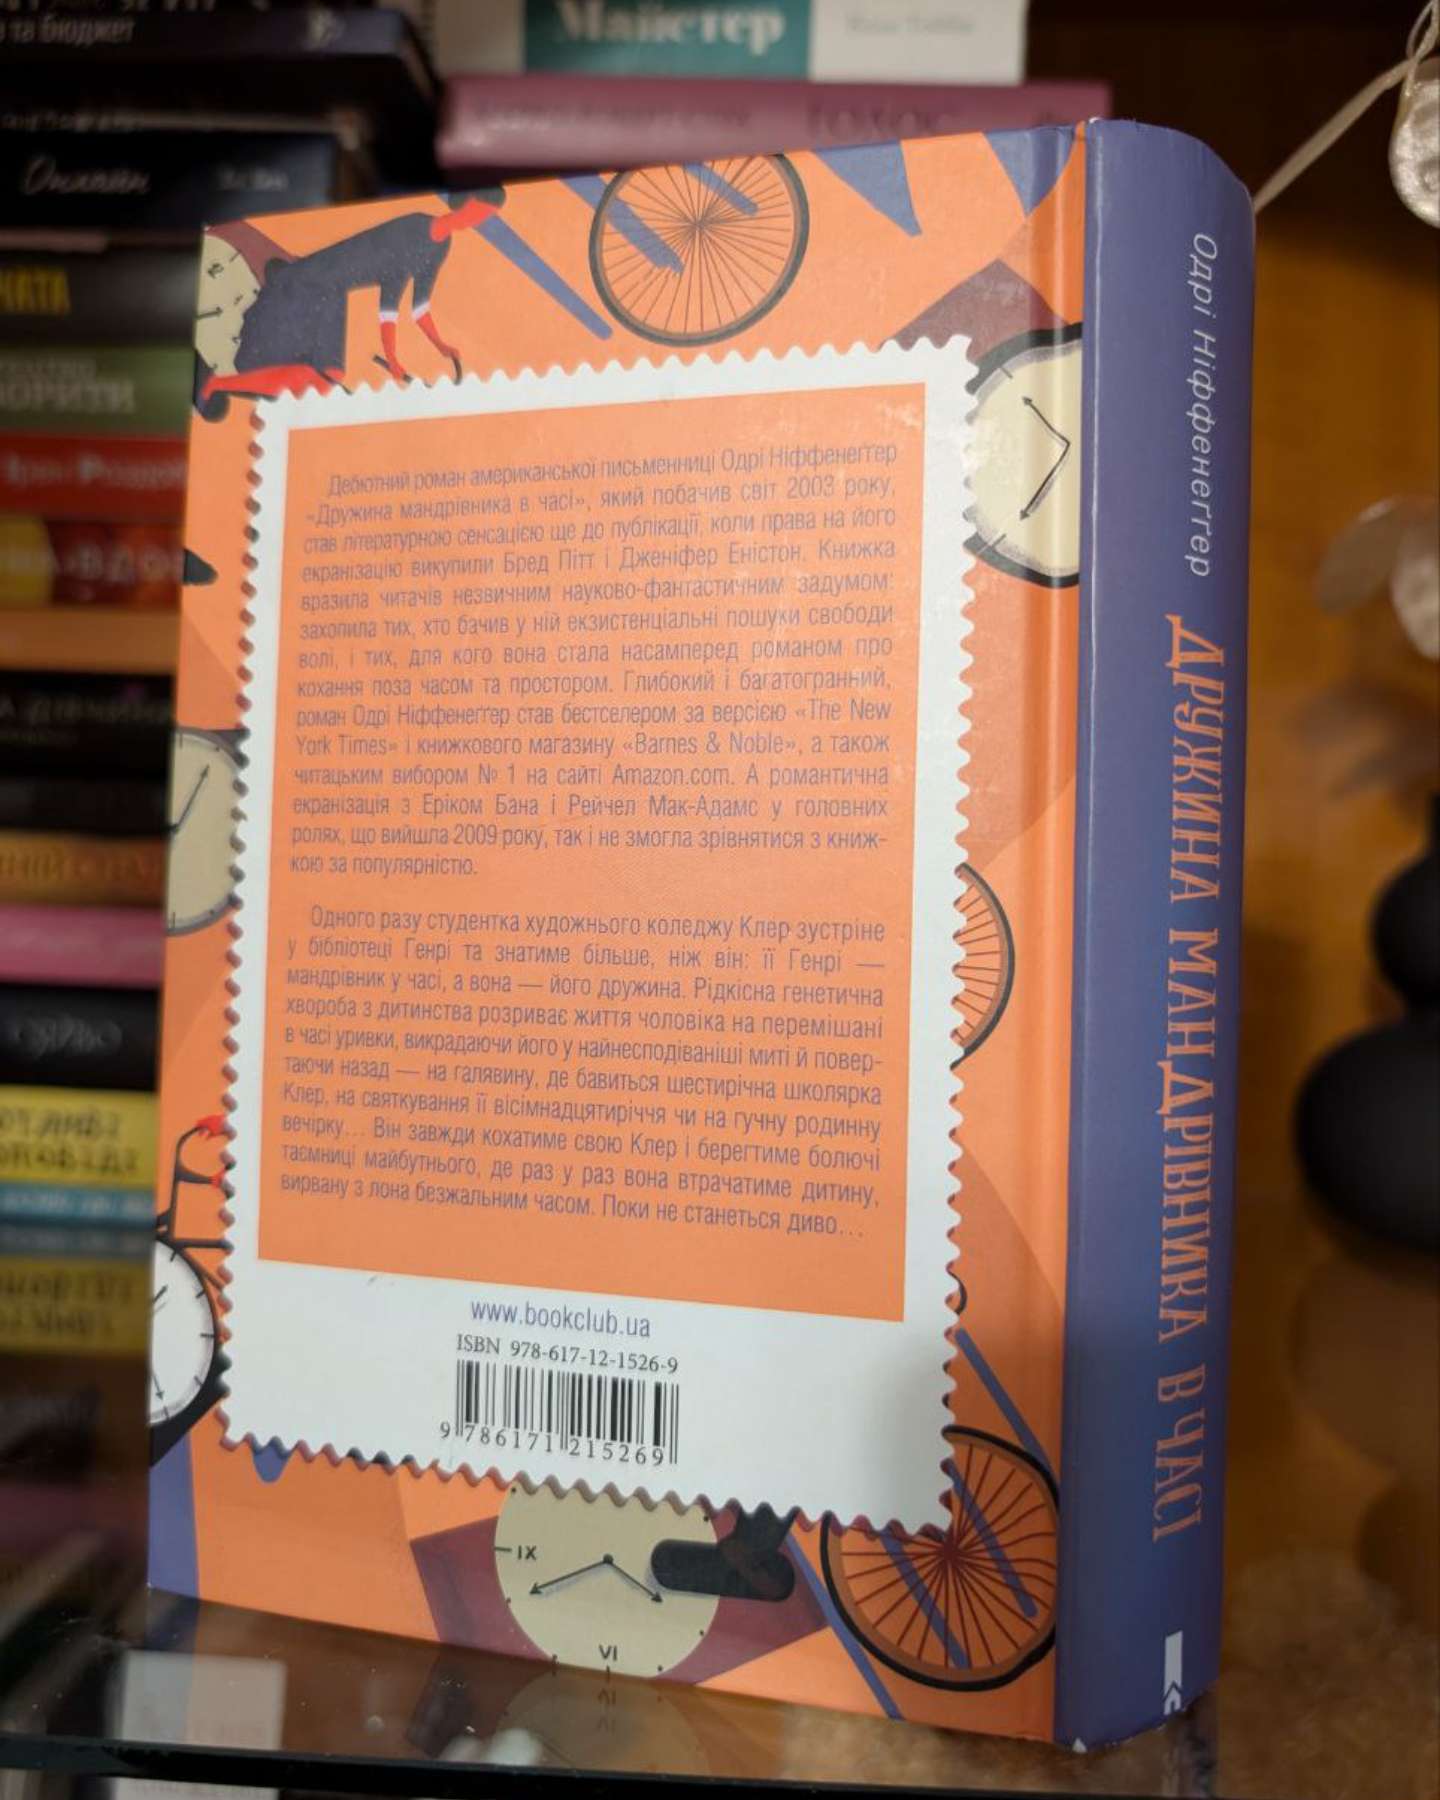 та бюджет
Майстер
Онлайн
Дебютний роман американської письменниці Одрі Ніффенеґґер
«Дружина мандрівника в часі», який побачив світ 2003 року,
став літературною сенсацією ще до публікації, коли права на його
екранізацію викупили Бред Пітт і Дженіфер Еністон. Книжка
вразила читачів незвичним науково-фантастичним задумом:
захопила тих, хто бачив у ній екзистенціальні пошуки свободи
волі, і тих, для кого вона стала насамперед романом про
кохання поза часом та простором. Глибокий і багатогранний,
роман Одрі Ніффенеґґер став бестселером за версією «The New
York Times» і книжкового магазину «Barnes & Noble», а також
читацьким вибором № 1 на сайті Amazon.com. А романтична
екранізація з Еріком Бана і Рейчел Мак-Адамс у головних
ролях, що вийшла 2009 року, так і не змогла зрівнятися з книж-
кою за популярністю.
Одного разу студентка художнього коледжу Клер зустріне
у бібліотеці Генрі та знатиме більше, ніж він: її Генрі —
мандрівник у часі, а вона — його дружина. Рідкісна генетична
хвороба з дитинства розриває життя чоловіка на перемішані
в часі уривки, викрадаючи його у найнесподіваніші миті й повер-
таючи назад — на галявину, де бавиться шестирічна школярка
Клер, на святкування її вісімнадцятиріччя чи на гучну родинну
вечірку... Він завжди кохатиме свою Клер і берегтиме болючі
таємниці майбутнього, де раз у раз вона втрачатиме дитину,
вирвану з лона безжальним часом. Поки не станеться диво...
www.bookclub.ua
ISBN 978-617-12-1526-9
9 786171 215269
IX
VI
Одрі Ніффенеґґер
ДРУЖИНА МАНДРІВНИКА В ЧАСІ